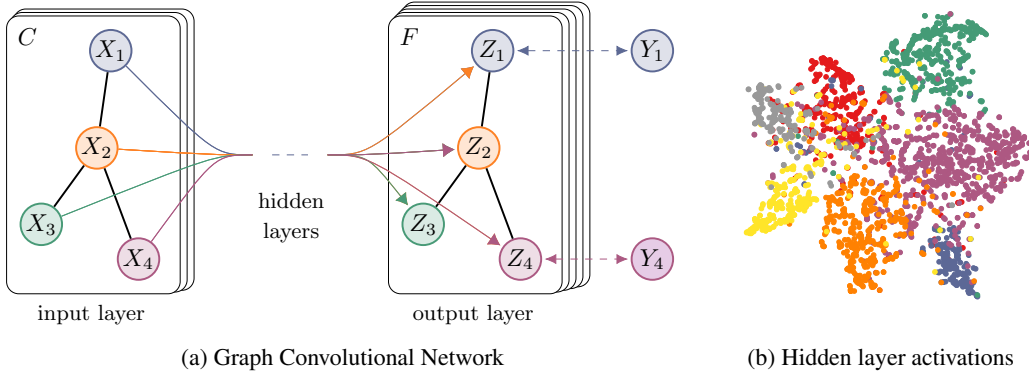 C
X1
X2
X3
X4
input layer
hidden
layers
F
Z1
Z2
Z3
Z4
output layer
Y1
Y4
(a) Graph Convolutional Network
(b) Hidden layer activations